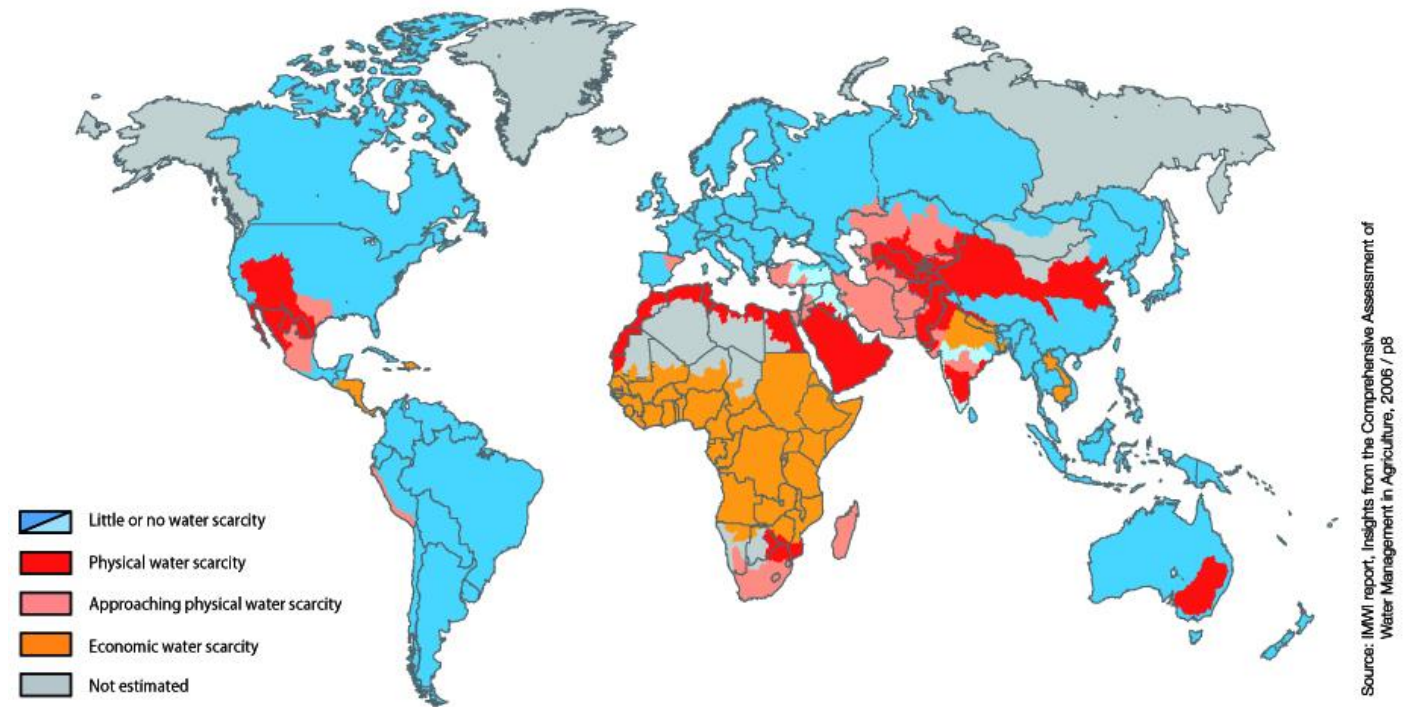 Little or no water scarcity
Physical water scarcity
Approaching physical water scarcity
Economic water scarcity
Not estimated
Source: IMWI report, Insights from the Comprehensive Assessment of
Water Management in Agriculture, 2006 / p8